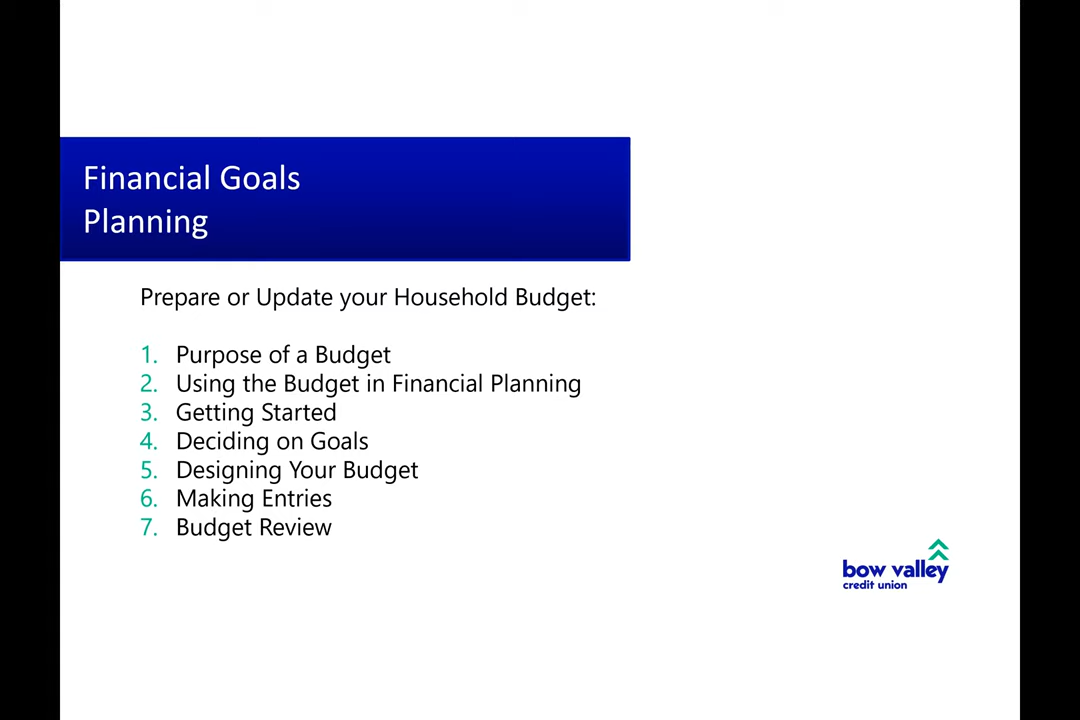 Financial Goals
Planning
Prepare or Update your Household Budget:
1. Purpose of a Budget
2. Using the Budget in Financial Planning
3. Getting Started
4. Deciding on Goals
5. Designing Your Budget
6. Making Entries
7. Budget Review
bow valley
credit union